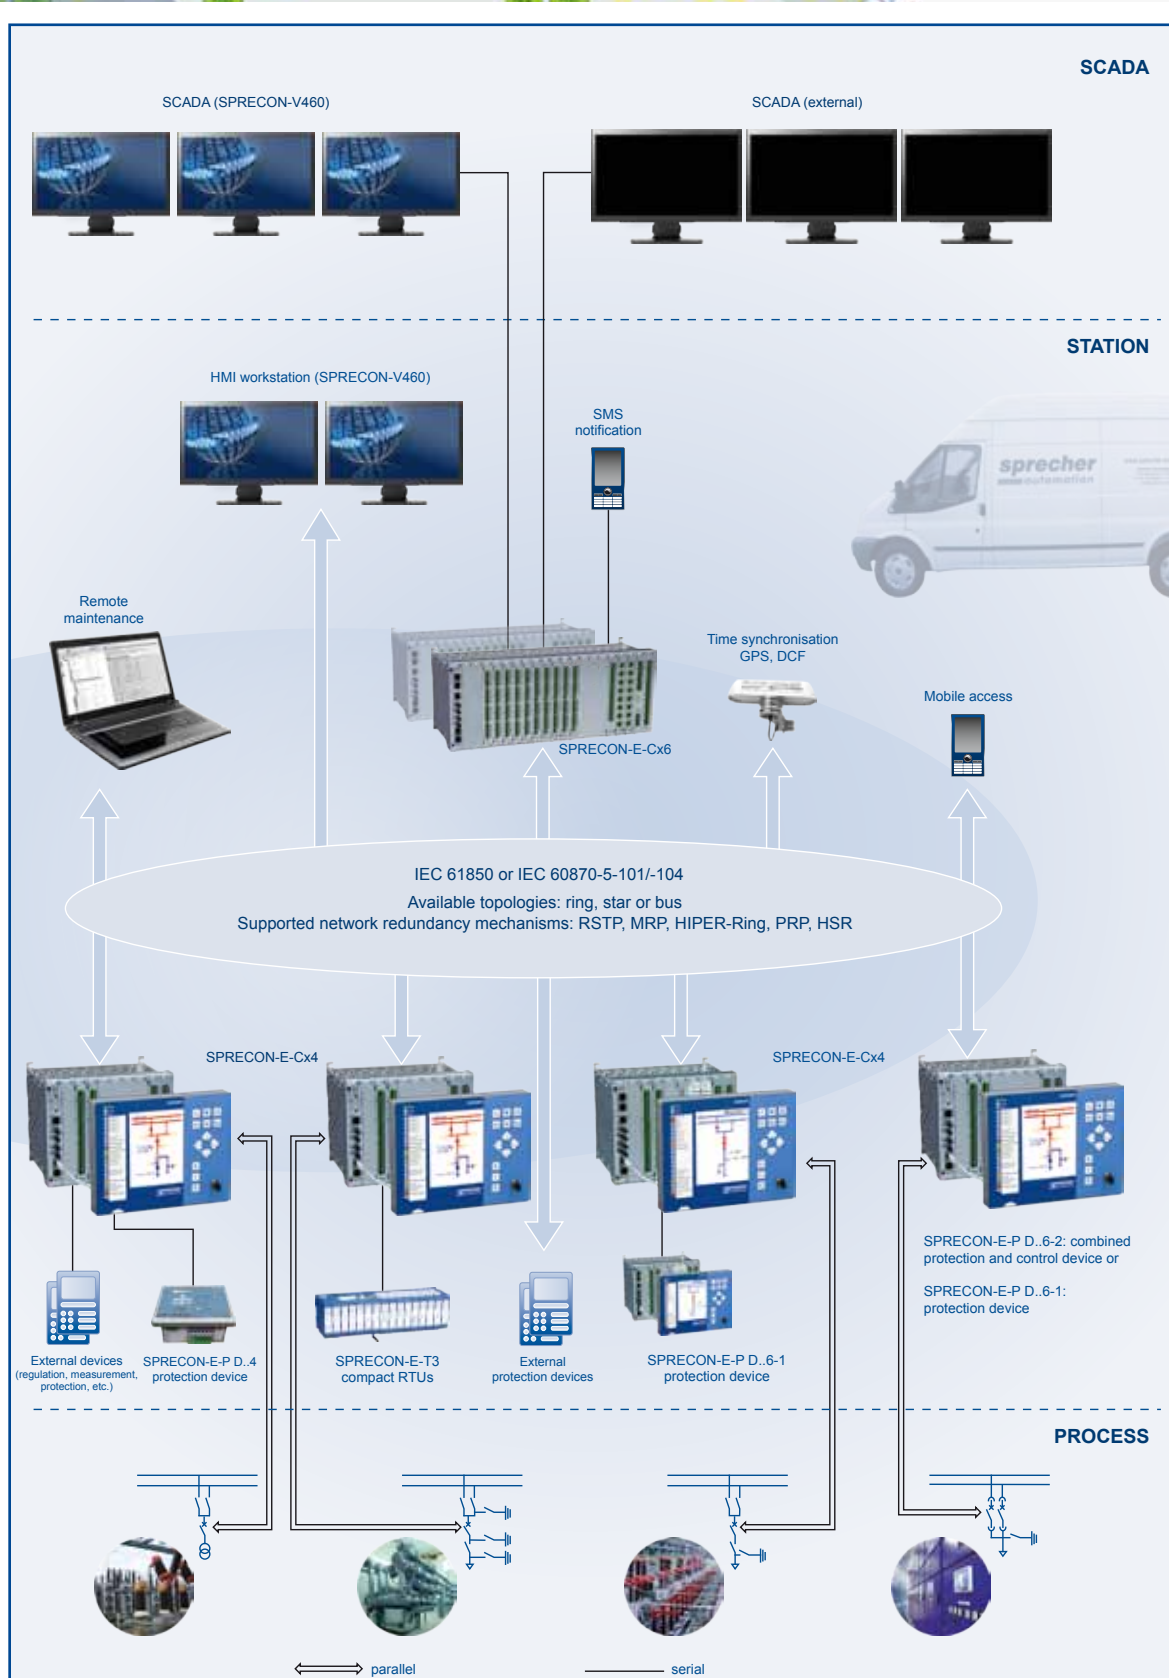 SCADA
SCADA (SPRECON-V460)
SCADA (external)
STATION
HMI workstation (SPRECON-V460)
SMS
notification
sprecher
automation
Remote
maintenance
Time synchronisation
GPS, DCF
Mobile access
SPRECON-E-Cx6
IEC 61850 or IEC 60870-5-101/-104
Available topologies: ring, star or bus
Supported network redundancy mechanisms: RSTP, MRP, HIPER-Ring, PRP, HSR
SPRECON-E-Cx4
SPRECON-E-Cx4
SPRECON-E-P D..6-2: combined
protection and control device or
SPRECON-E-P D..6-1:
protection device
External devices
(regulation, measurement,
protection, etc.)
SPRECON-E-P D..4
protection device
SPRECON-E-T3
compact RTUs
External
protection devices
SPRECON-E-P D..6-1
protection device
PROCESS
parallel
serial